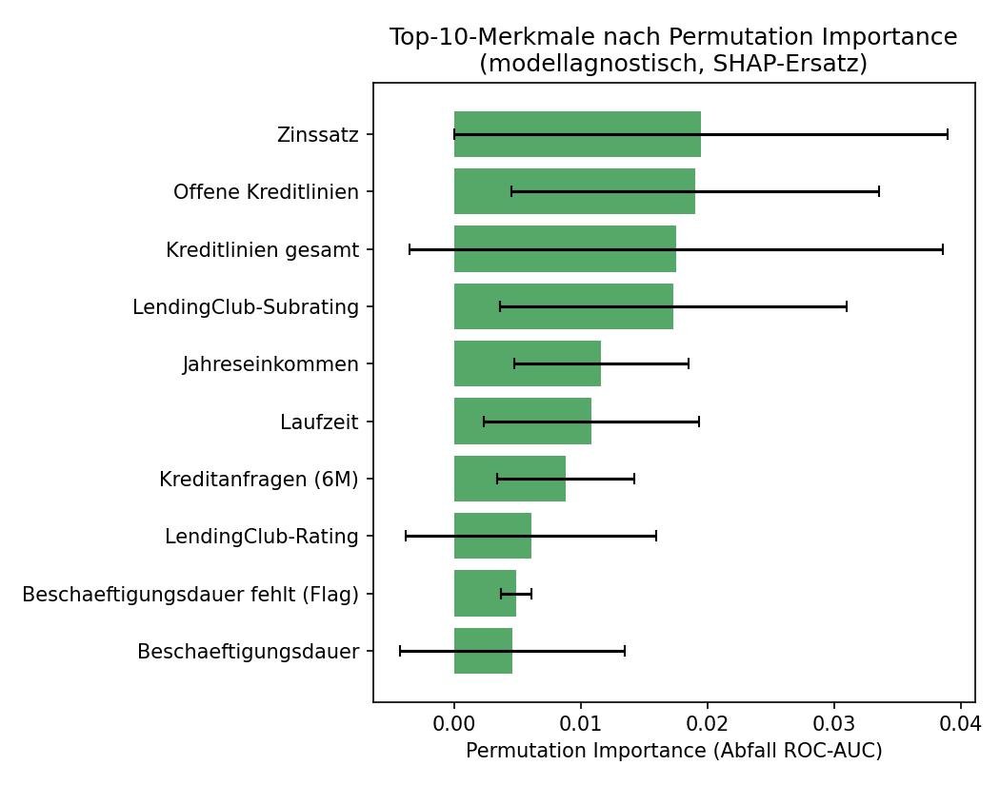 Top-10-Merkmale nach Permutation Importance
(modellagnostisch, SHAP-Ersatz)
Zinssatz
Offene Kreditlinien
Kreditlinien gesamt
LendingClub-Subrating
Jahreseinkommen
Laufzeit
Kreditanfragen (6M)
LendingClub-Rating
Beschaeftigungsdauer fehlt (Flag)
Beschaeftigungsdauer
0.00 0.01 0.02 0.03 0.04
Permutation Importance (Abfall ROC-AUC)